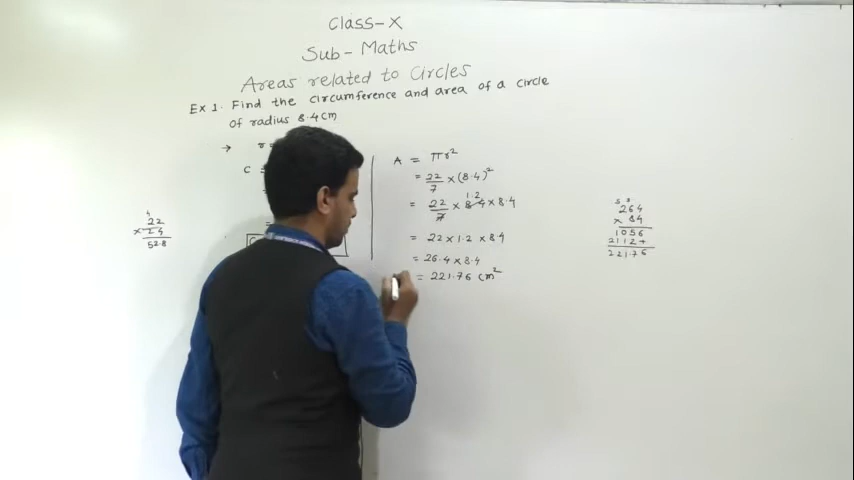 Class-X
Sub- Maths
Areas related to Circles
Ex 1. Find the circumference and area of a circle
of radius 8.4cm
→ r =
C =
A = πr²
= 22/7 × (8.4)²
1.2
= 22/7 × 8.4 × 8.4
= 22 × 1.2 × 8.4
= 26.4 × 8.4
= 221.76 cm²
4
22
× 24
52.8
264
× 84
1056
2112+
221.76